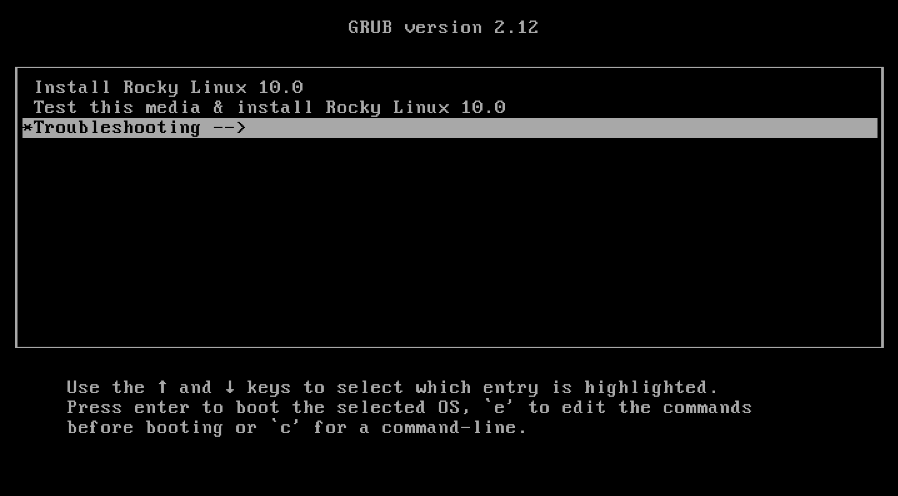 GRUB version 2.12
Install Rocky Linux 10.0
Test this media & install Rocky Linux 10.0
*Troubleshooting -->
Use the ↑ and ↓ keys to select which entry is highlighted.
Press enter to boot the selected OS, `e' to edit the commands
before booting or `c' for a command-line.